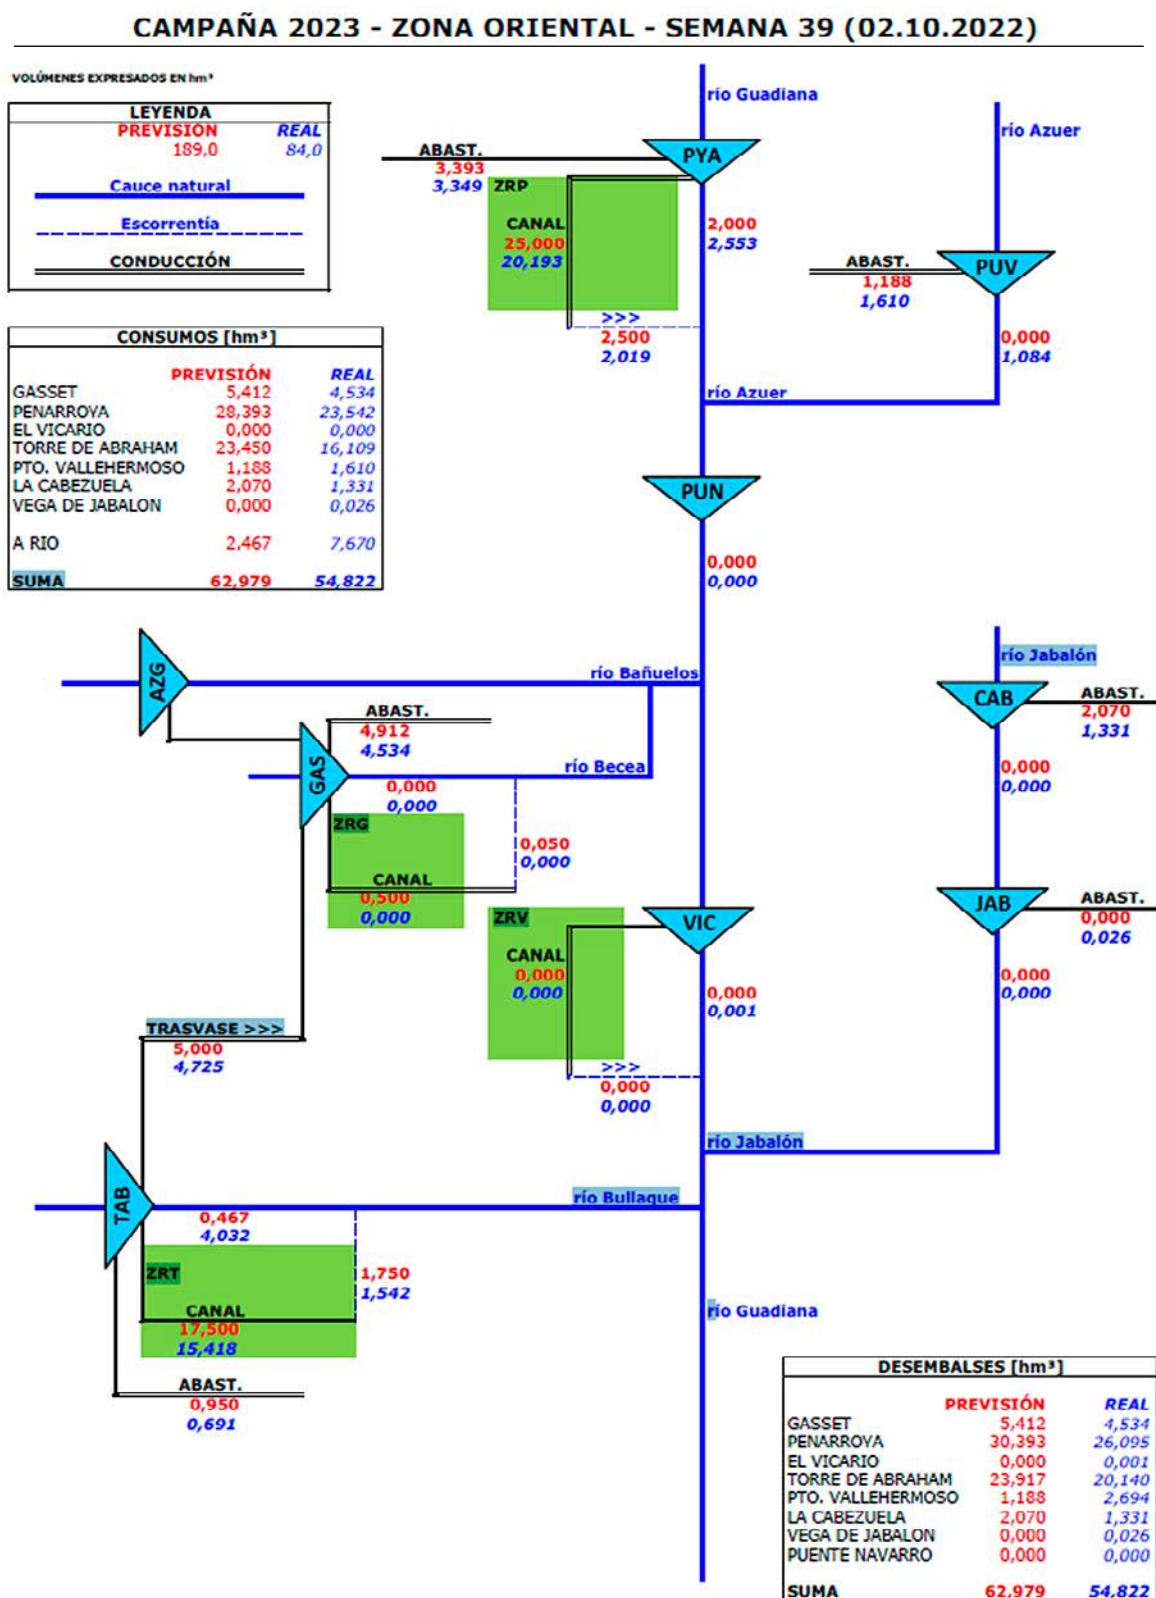 CAMPAÑA 2023 - ZONA ORIENTAL - SEMANA 39 (02.10.2022)
VOLÚMENES EXPRESADOS EN hm³
LEYENDA
PREVISIÓN REAL
189,0 84,0
Cauce natural
Escorrentía
CONDUCCIÓN
río Guadiana
río Azuer
PYA
ABAST.
3,393
3,349
ZRP
CANAL
25,000
20,193
2,000
2,553
>>>
2,500
2,019
PUV
ABAST.
1,188
1,610
0,000
1,084
río Azuer
CONSUMOS [hm³]
PREVISIÓN REAL
GASSET 5,412 4,534
PENARROYA 28,393 23,542
EL VICARIO 0,000 0,000
TORRE DE ABRAHAM 23,450 16,109
PTO. VALLEHERMOSO 1,188 1,610
LA CABEZUELA 2,070 1,331
VEGA DE JABALON 0,000 0,026
A RIO 2,467 7,670
SUMA 62,979 54,822
PUN
0,000
0,000
AZG
río Bañuelos
GAS
ABAST.
4,912
4,534
río Becea
0,000
0,000
ZRG
CANAL
0,500
0,000
0,050
0,000
río Jabalón
CAB
ABAST.
2,070
1,331
0,000
0,000
JAB
ABAST.
0,000
0,026
0,000
0,000
ZRV
VIC
CANAL
0,000
0,000
0,000
0,001
>>>
0,000
0,000
TRASVASE >>>
5,000
4,725
río Jabalón
TAB
río Bullaque
0,467
4,032
ZRT
CANAL
17,500
15,418
1,750
1,542
ABAST.
0,950
0,691
río Guadiana
DESEMBALSES [hm³]
PREVISIÓN REAL
GASSET 5,412 4,534
PENARROYA 30,393 26,095
EL VICARIO 0,000 0,001
TORRE DE ABRAHAM 23,917 20,140
PTO. VALLEHERMOSO 1,188 2,694
LA CABEZUELA 2,070 1,331
VEGA DE JABALON 0,000 0,026
PUENTE NAVARRO 0,000 0,000
SUMA 62,979 54,822